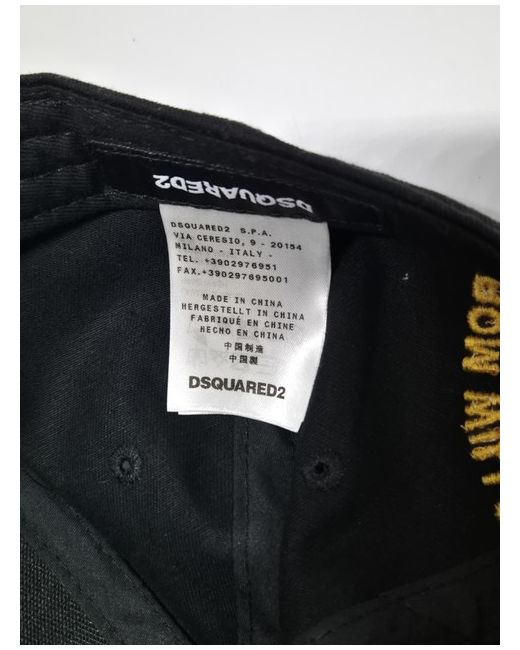 DSQUARED2
DSQUARED2 S.P.A.
VIA CERESIO, 9 - 20154
MILANO - ITALY -
TEL. +3902976951
FAX.+390297695001
MADE IN CHINA
HERGESTELLT IN CHINA
FABRIQUÉ EN CHINE
HECHO EN CHINA
中国制造
中國製
DSQUARED2